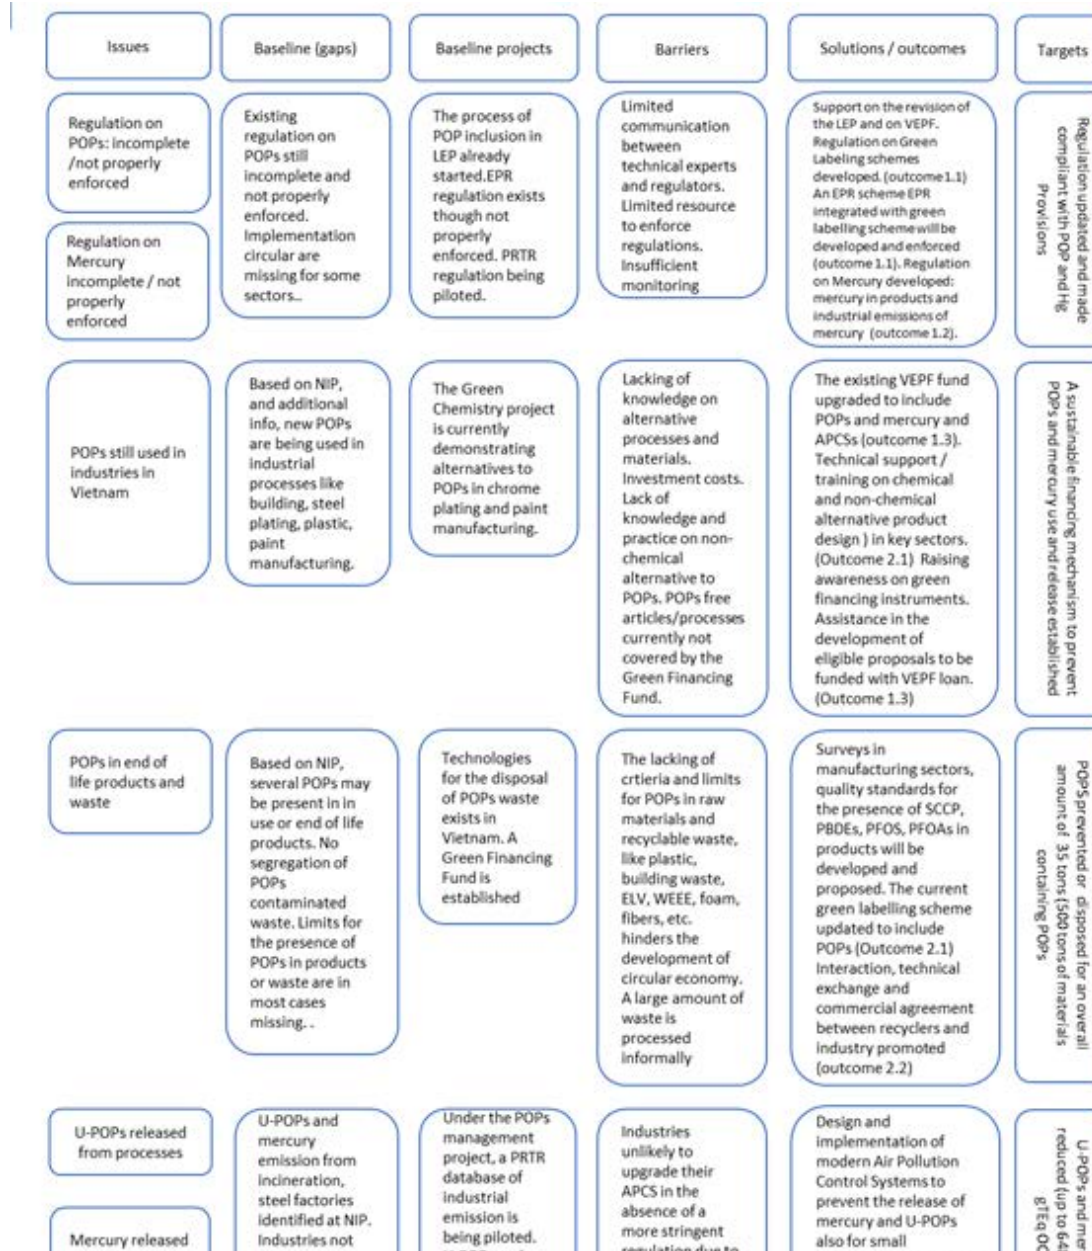 Issues
Baseline (gaps)
Baseline projects
Barriers
Solutions / outcomes
Targets
Regulation on
POPs: incomplete
/not properly
enforced
Regulation on
Mercury
incomplete / not
properly
enforced
Existing
regulation on
POPs still
incomplete and
not properly
enforced.
Implementation
circular are
missing for some
sectors..
The process of
POP inclusion in
LEP already
started.EPR
regulation exists
though not
properly
enforced. PRTR
regulation being
piloted.
Limited
communication
between
technical experts
and regulators.
Limited resource
to enforce
regulations.
Insufficient
monitoring
Support on the revision of
the LEP and on VEPF.
Regulation on Green
Labeling schemes
developed. (outcome 1.1)
An EPR scheme EPR
integrated with green
labelling scheme will be
developed and enforced
(outcome 1.1). Regulation
on Mercury developed:
mercury in products and
industrial emissions of
mercury (outcome 1.2).
Regulation updated and made
compliant with POP and Hg
Provisions
POPs still used in
industries in
Vietnam
Based on NIP,
and additional
info, new POPs
are being used in
industrial
processes like
building, steel
plating, plastic,
paint
manufacturing.
The Green
Chemistry project
is currently
demonstrating
alternatives to
POPs in chrome
plating and paint
manufacturing.
Lacking of
knowledge on
alternative
processes and
materials.
Investment costs.
Lack of
knowledge and
practice on non-
chemical
alternative to
POPs. POPs free
articles/processes
currently not
covered by the
Green Financing
Fund.
The existing VEPF fund
upgraded to include
POPs and mercury and
APCSs (outcome 1.3).
Technical support /
training on chemical
and non-chemical
alternative product
design ) in key sectors.
(Outcome 2.1) Raising
awareness on green
financing instruments.
Assistance in the
development of
eligible proposals to be
funded with VEPF loan.
(Outcome 1.3)
A sustainable financing mechanism to prevent
POPs and mercury use and release established
POPs in end of
life products and
waste
Based on NIP,
several POPs may
be present in in
use or end of life
products. No
segregation of
POPs
contaminated
waste. Limits for
the presence of
POPs in products
or waste are in
most cases
missing. .
Technologies
for the disposal
of POPs waste
exists in
Vietnam. A
Green Financing
Fund is
established
The lacking of
crtieria and limits
for POPs in raw
materials and
recyclable waste,
like plastic,
building waste,
ELV, WEEE, foam,
fibers, etc.
hinders the
development of
circular economy.
A large amount of
waste is
processed
informally
Surveys in
manufacturing sectors,
quality standards for
the presence of SCCP,
PBDEs, PFOS, PFOAs in
products will be
developed and
proposed. The current
green labelling scheme
updated to include
POPs (Outcome 2.1)
Interaction, technical
exchange and
commercial agreement
between recyclers and
industry promoted
(outcome 2.2)
POPS prevented or disposed for an overall
amount of 35 tons (500 tons of materials
containing POPs
U-POPs released
from processes
Mercury released
U-POPs and
mercury
emission from
incineration,
steel factories
identified at NIP.
Industries not
Under the POPs
management
project, a PRTR
database of
industrial
emission is
being piloted.
Industries
unlikely to
upgrade their
APCS in the
absence of a
more stringent
regulation due to
Design and
implementation of
modern Air Pollution
Control Systems to
prevent the release of
mercury and U-POPs
also for small
U-POPs and mer
reduced (up to 64
gTEq